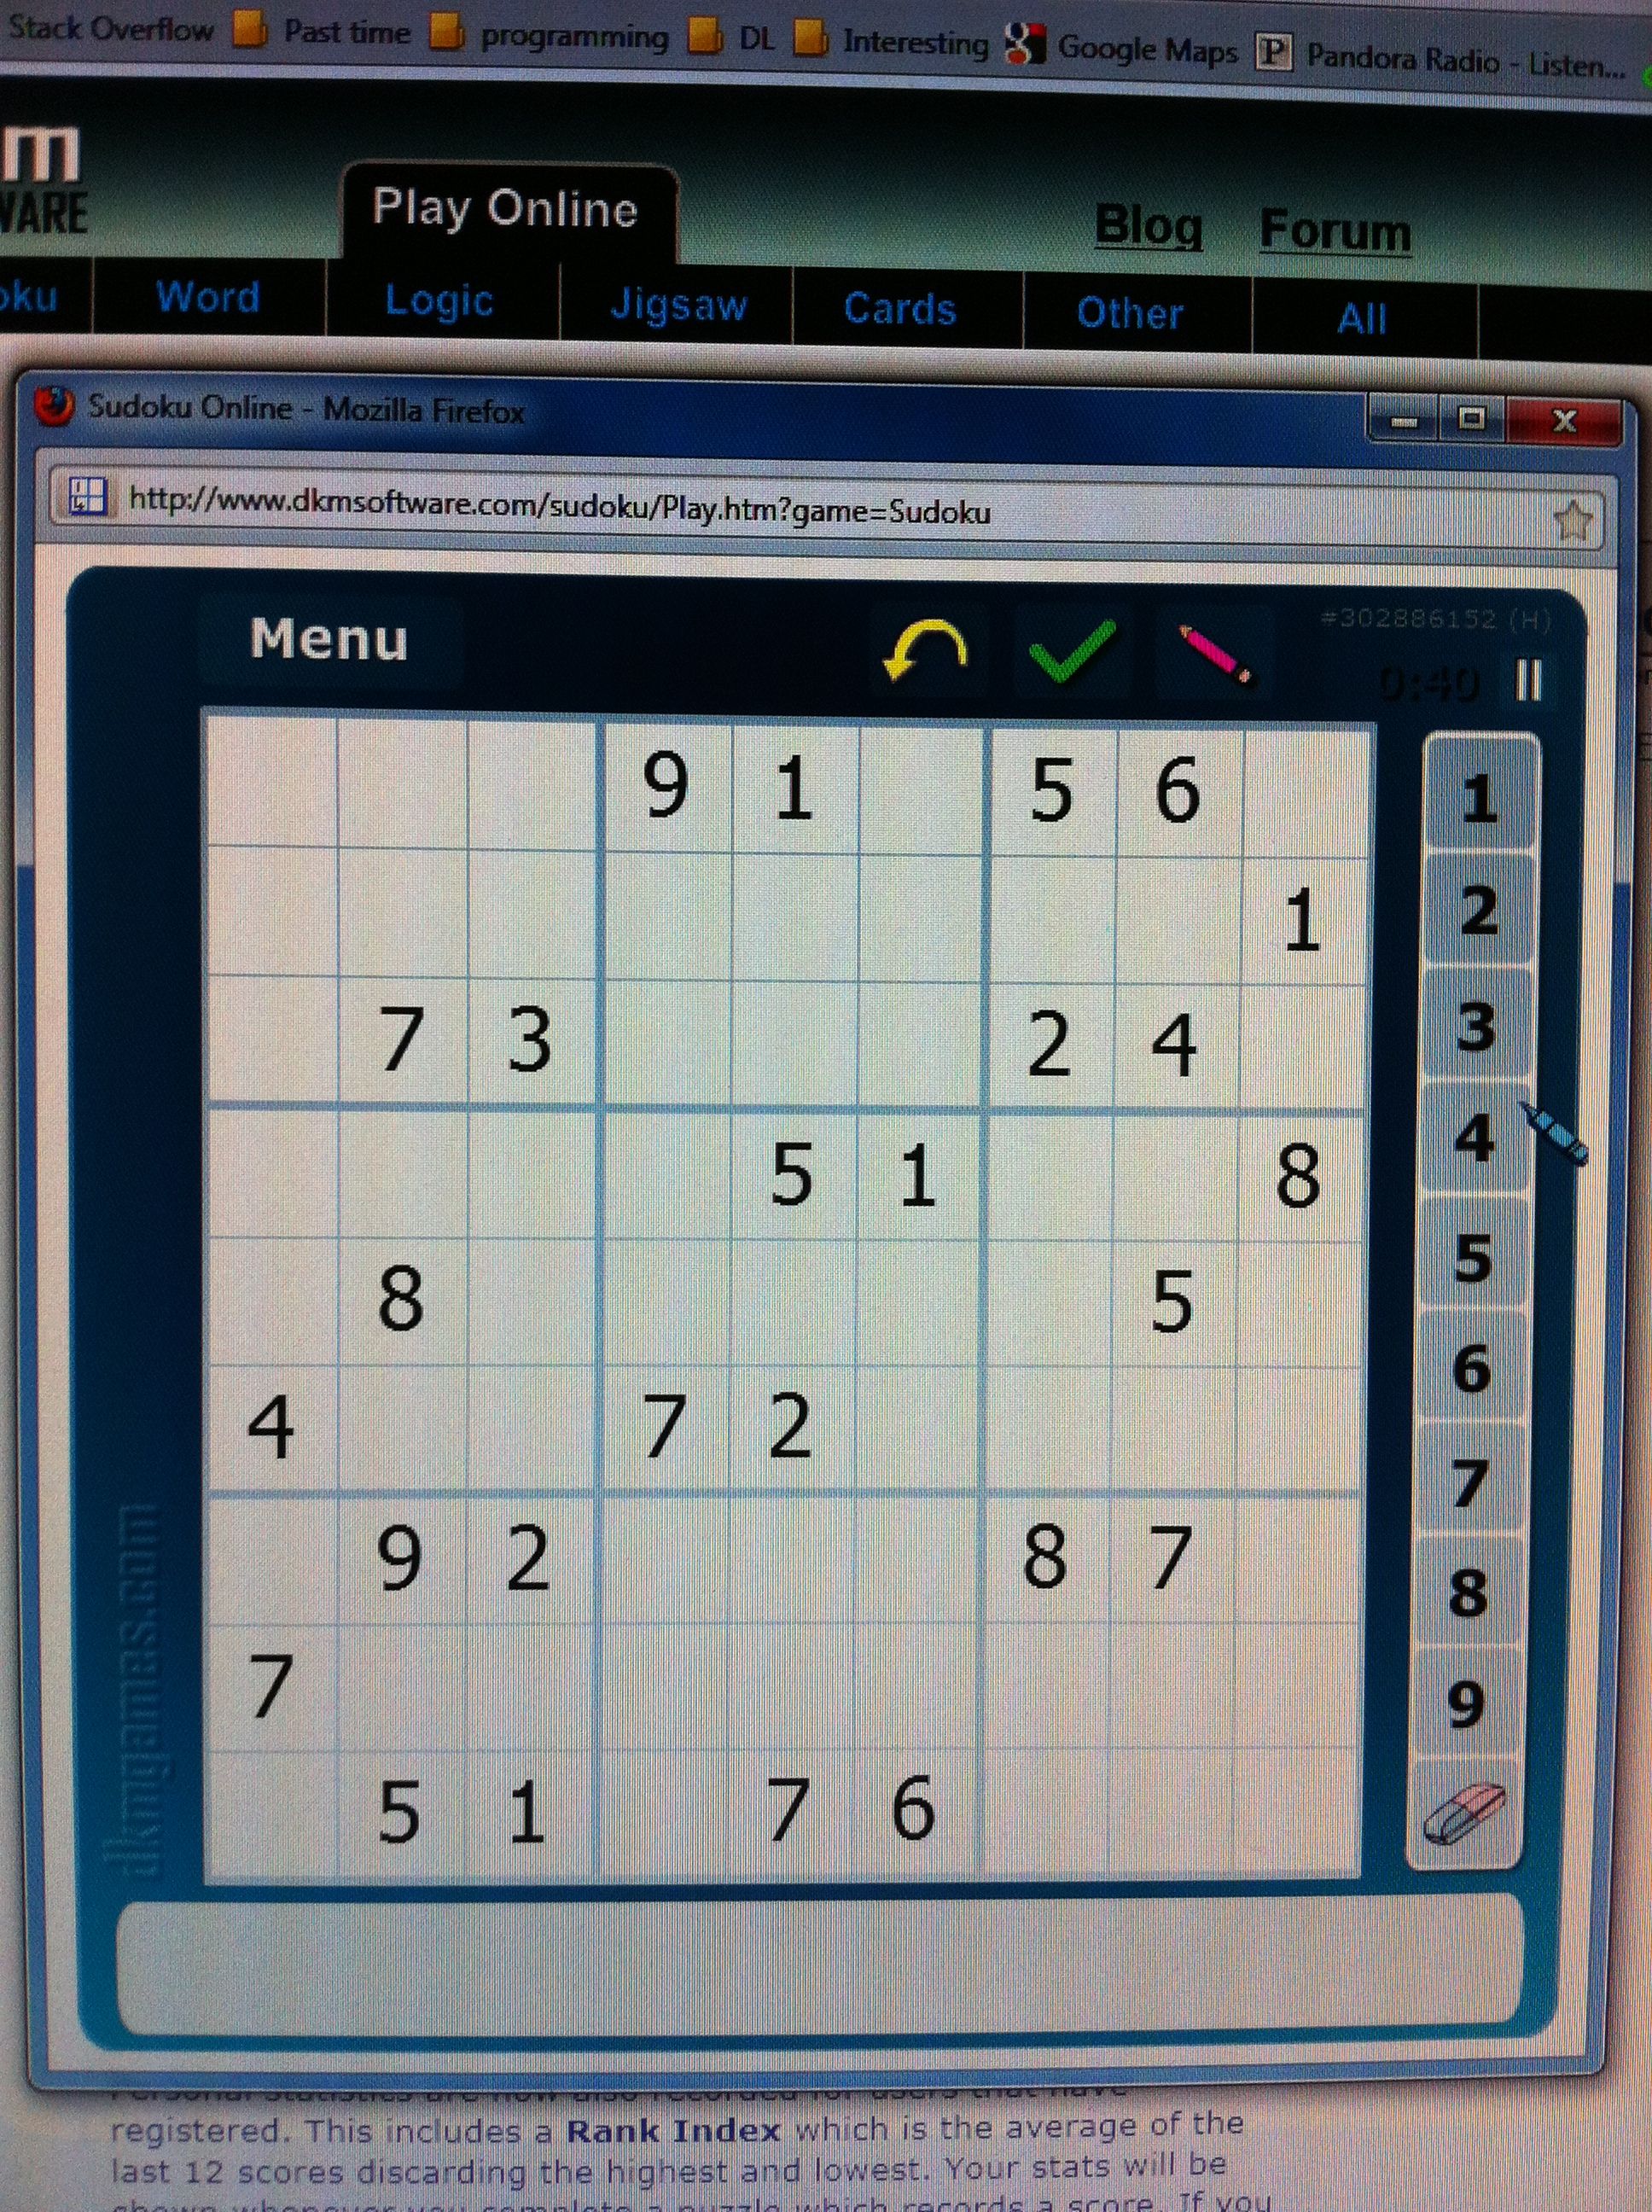 Stack Overflow Past time programming DL Interesting Google Maps P Pandora Radio - Listen...
m
WARE
Play Online
Blog Forum
oku Word Logic Jigsaw Cards Other All
Sudoku Online - Mozilla Firefox
http://www.dkmsoftware.com/sudoku/Play.htm?game=Sudoku
#302886152 (H)
Menu
0:40
9 1 5 6
1
7 3 2 4
5 1 8
8 5
4 7 2
9 2 8 7
7
5 1 7 6
1
2
3
4
5
6
7
8
9
dkmgames.com
registered. This includes a Rank Index which is the average of the
last 12 scores discarding the highest and lowest. Your stats will be